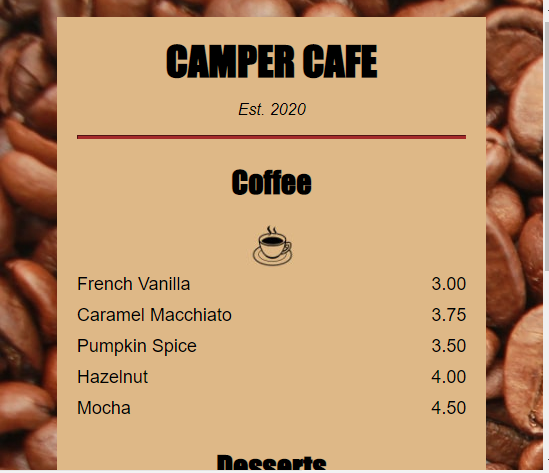 CAMPER CAFE
Est. 2020
Coffee
French Vanilla 3.00
Caramel Macchiato 3.75
Pumpkin Spice 3.50
Hazelnut 4.00
Mocha 4.50
Desserts